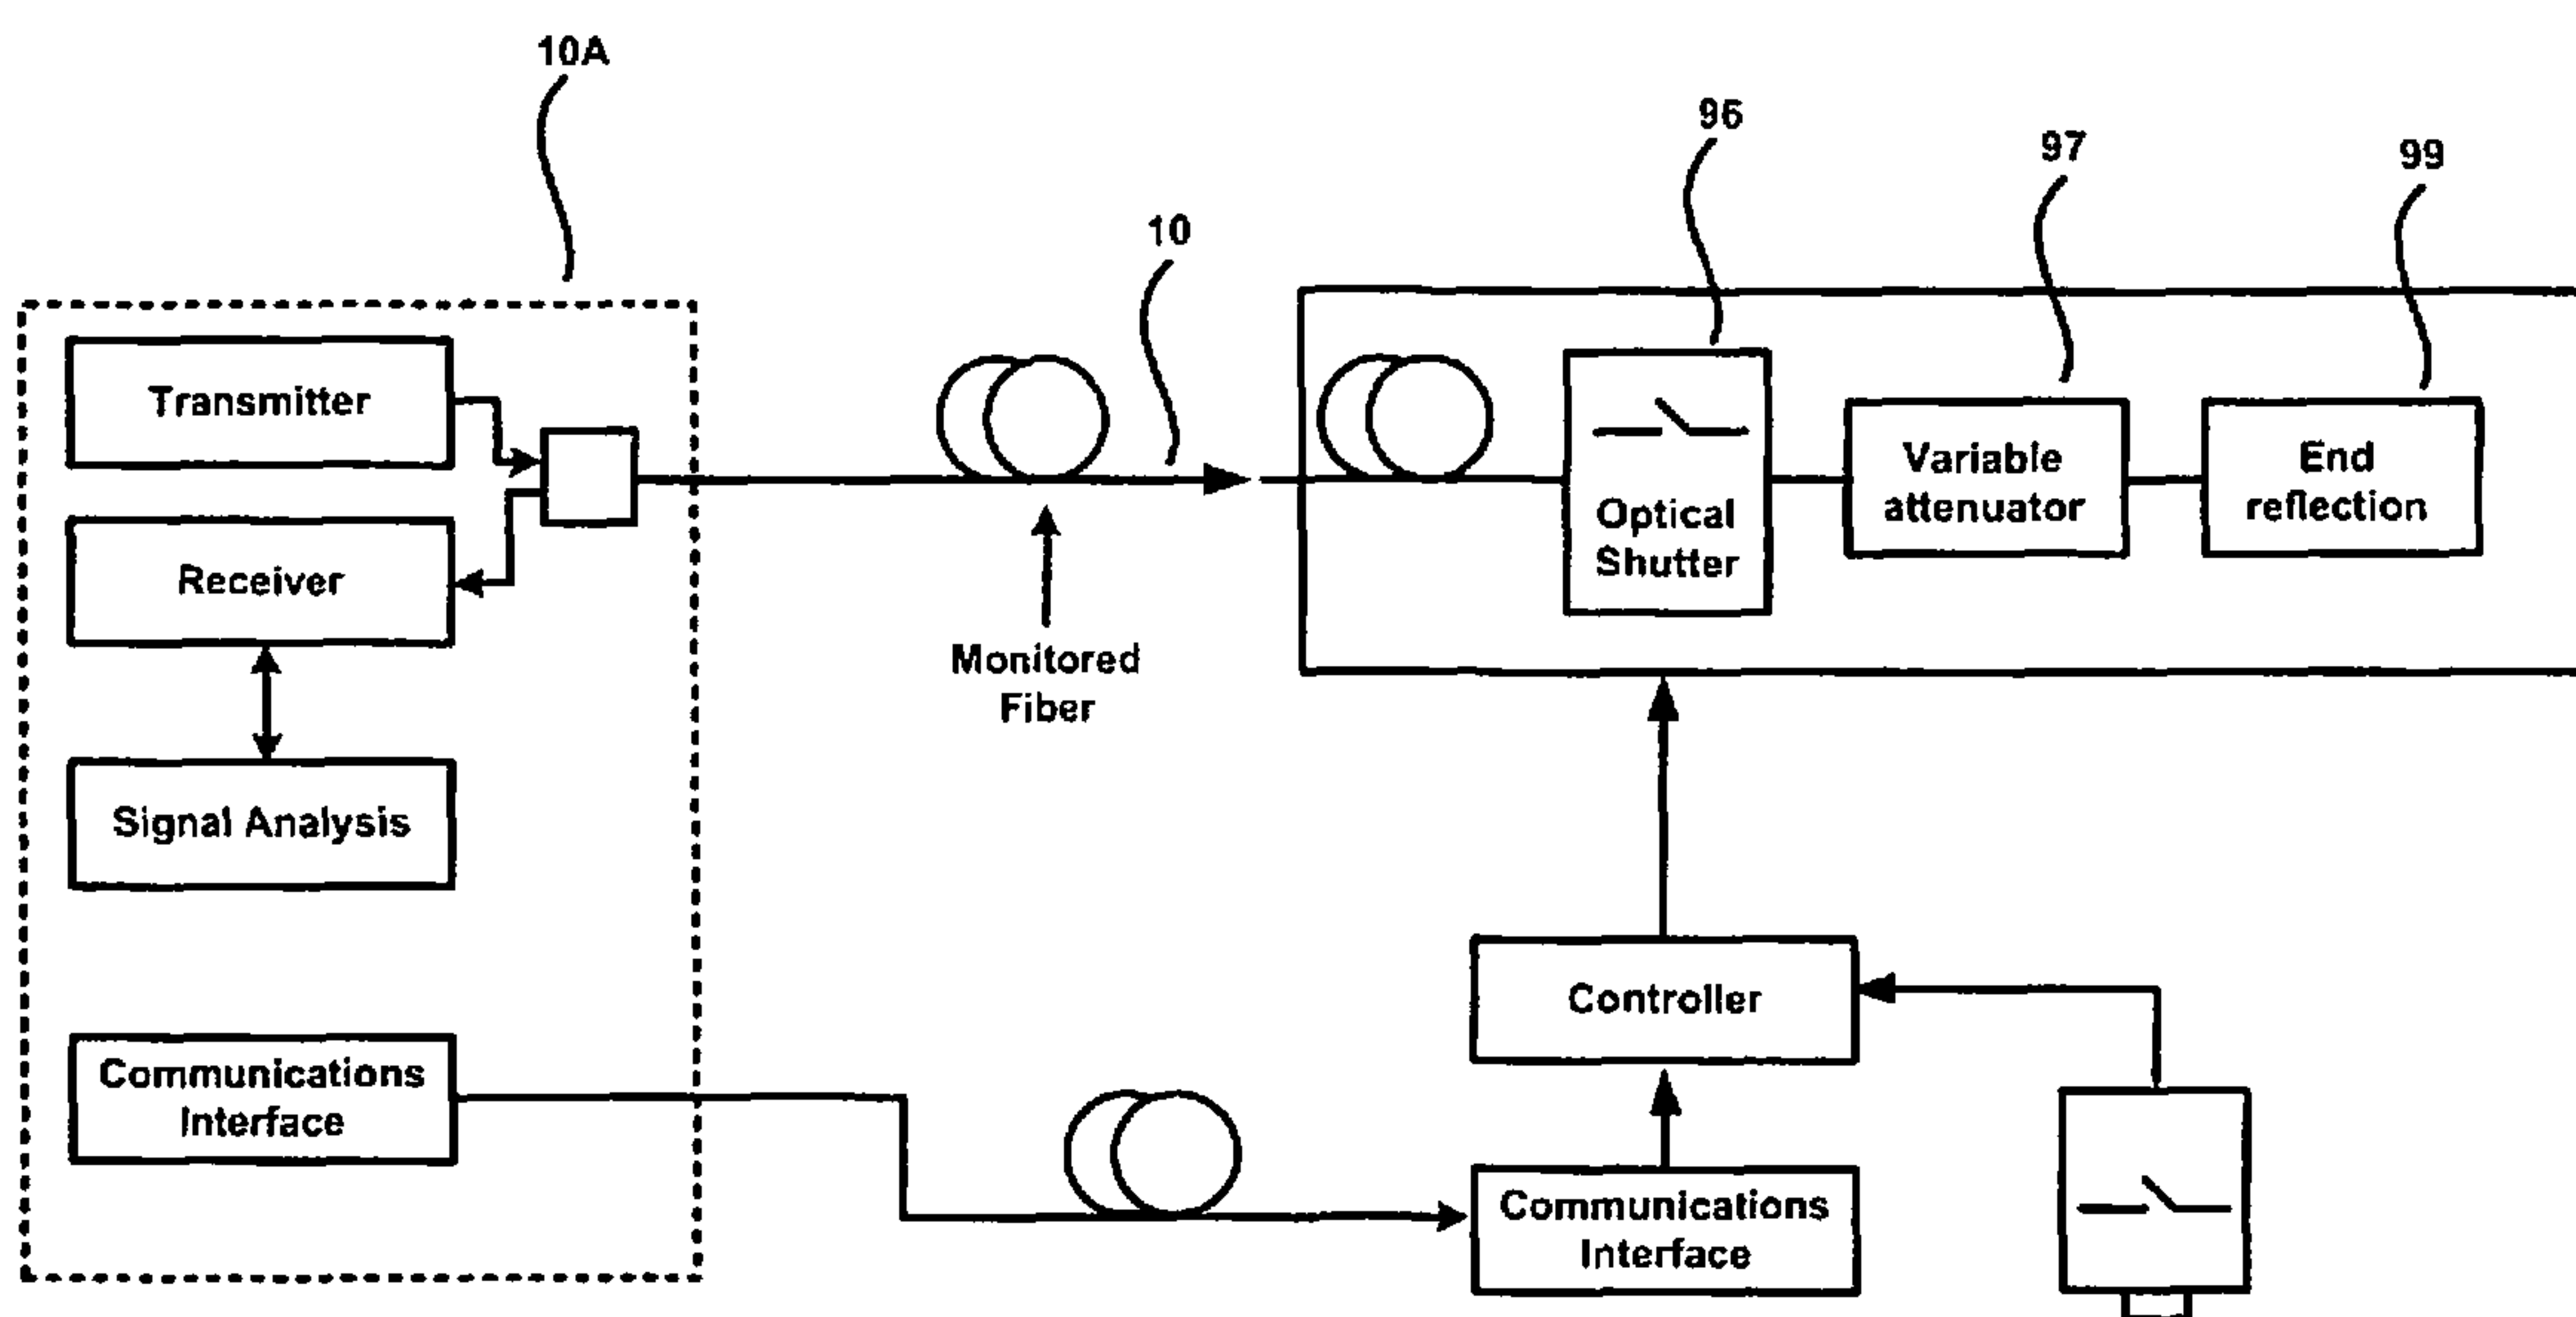 10A
96
97
99
10
Transmitter
Receiver
Signal Analysis
Communications
Interface
Monitored
Fiber
Optical
Shutter
Variable
attenuator
End
reflection
Controller
Communications
Interface